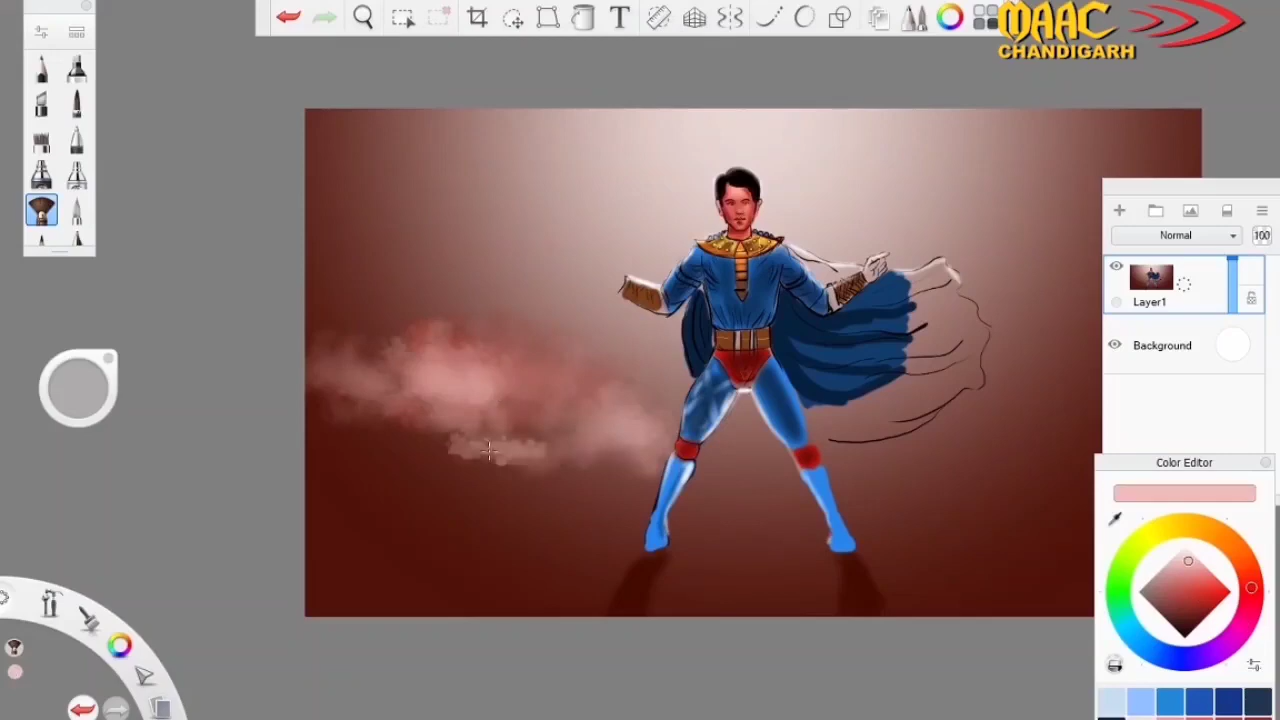 MAAC
CHANDIGARH
T
Normal
100
Layer1
Background
Color Editor